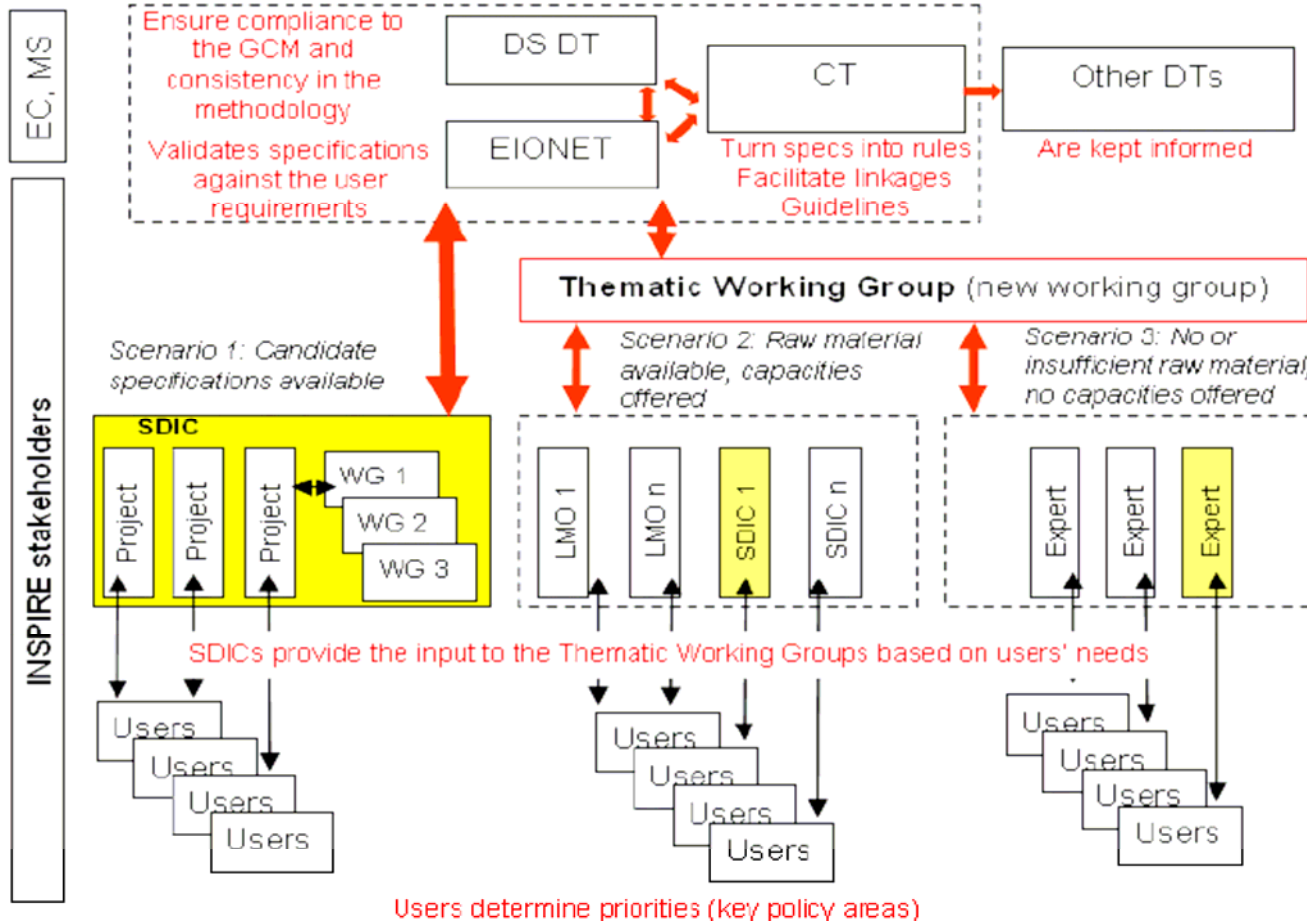 EC, MS
Ensure compliance to
the GCM and
consistency in the
methodology
DS DT
CT
Other DTs
Validates specifications
against the user
requirements
EIONET
Turn specs into rules
Facilitate linkages
Guidelines
Are kept informed
INSPIRE stakeholders
Thematic Working Group (new working group)
Scenario 1: Candidate
specifications available
Scenario 2: Raw material
available, capacities
offered
Scenario 3: No or
insufficient raw material,
no capacities offered
SDIC
Project
Project
Project
WG 1
WG 2
WG 3
LMO 1
LMO n
SDIC 1
SDIC n
Expert
Expert
Expert
SDICs provide the input to the Thematic Working Groups based on users' needs
Users
Users
Users
Users
Users
Users
Users
Users
Users
Users
Users
Users
Users determine priorities (key policy areas)